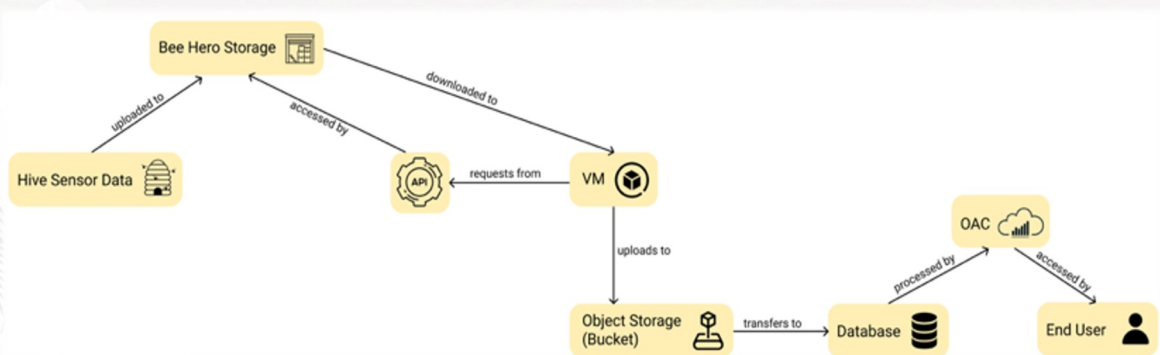 Bee Hero Storage
downloaded to
uploaded to
accessed by
Hive Sensor Data
API
requests from
VM
uploads to
OAC
processed by
accessed by
Object Storage
(Bucket)
transfers to
Database
End User